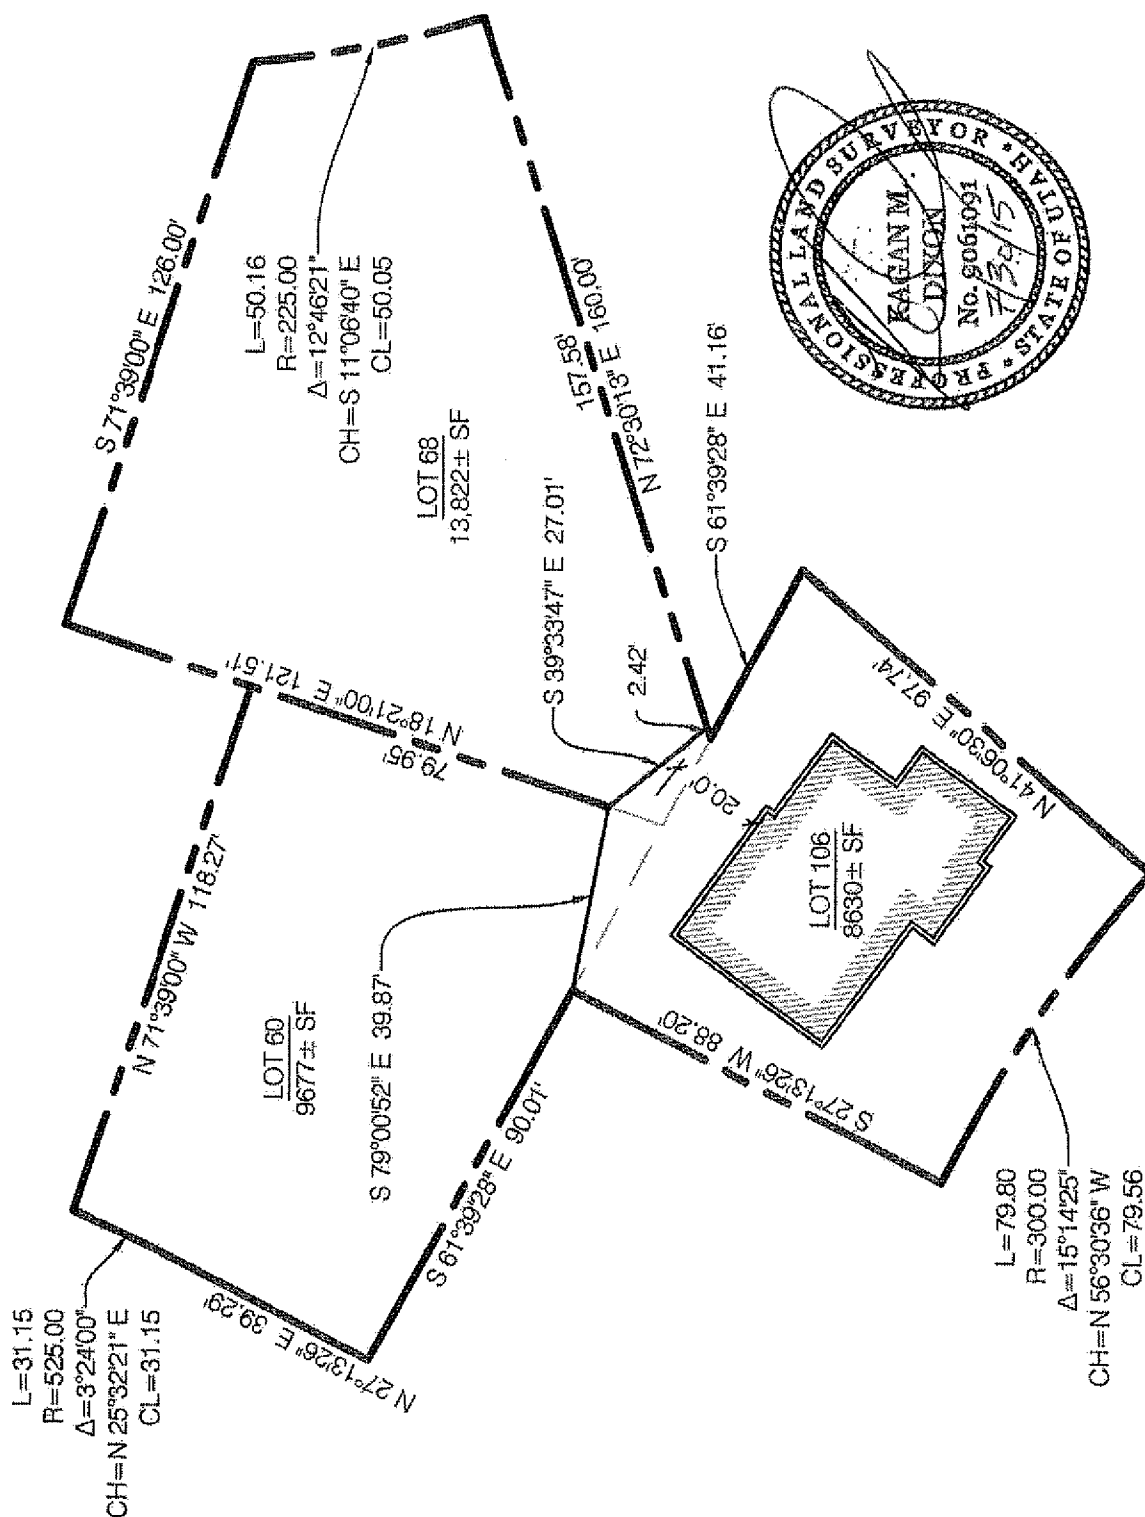 S 71°39'00" E 126.00'
L=50.16
R=225.00
Δ=12°46'21"
CH=S 11°06'40" E
CL=50.05
LOT 68
13,822± SF
157.58'
N 72°30'13" E 160.00'
N 18°21'00" E 121.51'
79.95'
S 39°33'47" E 27.01'
2.42'
S 61°39'28" E 41.16'
N 71°39'00" W 118.27'
LOT 60
9677± SF
S 79°00'52" E 39.87'
20.0'
L=31.15
R=525.00
Δ=3°24'00"
CH=N 25°32'21" E
CL=31.15
N 27°13'26" E 39.29'
S 61°39'28" E 90.01'
S 27°13'26" W 88.20'
LOT 106
8630± SF
N 41°06'30" E 97.74'
L=79.80
R=300.00
Δ=15°14'25"
CH=N 56°30'36" W
CL=79.56
PROFESSIONAL LAND SURVEYOR
STATE OF UTAH
KAGAN M.
DIXON
No. 9061091
7/30/15